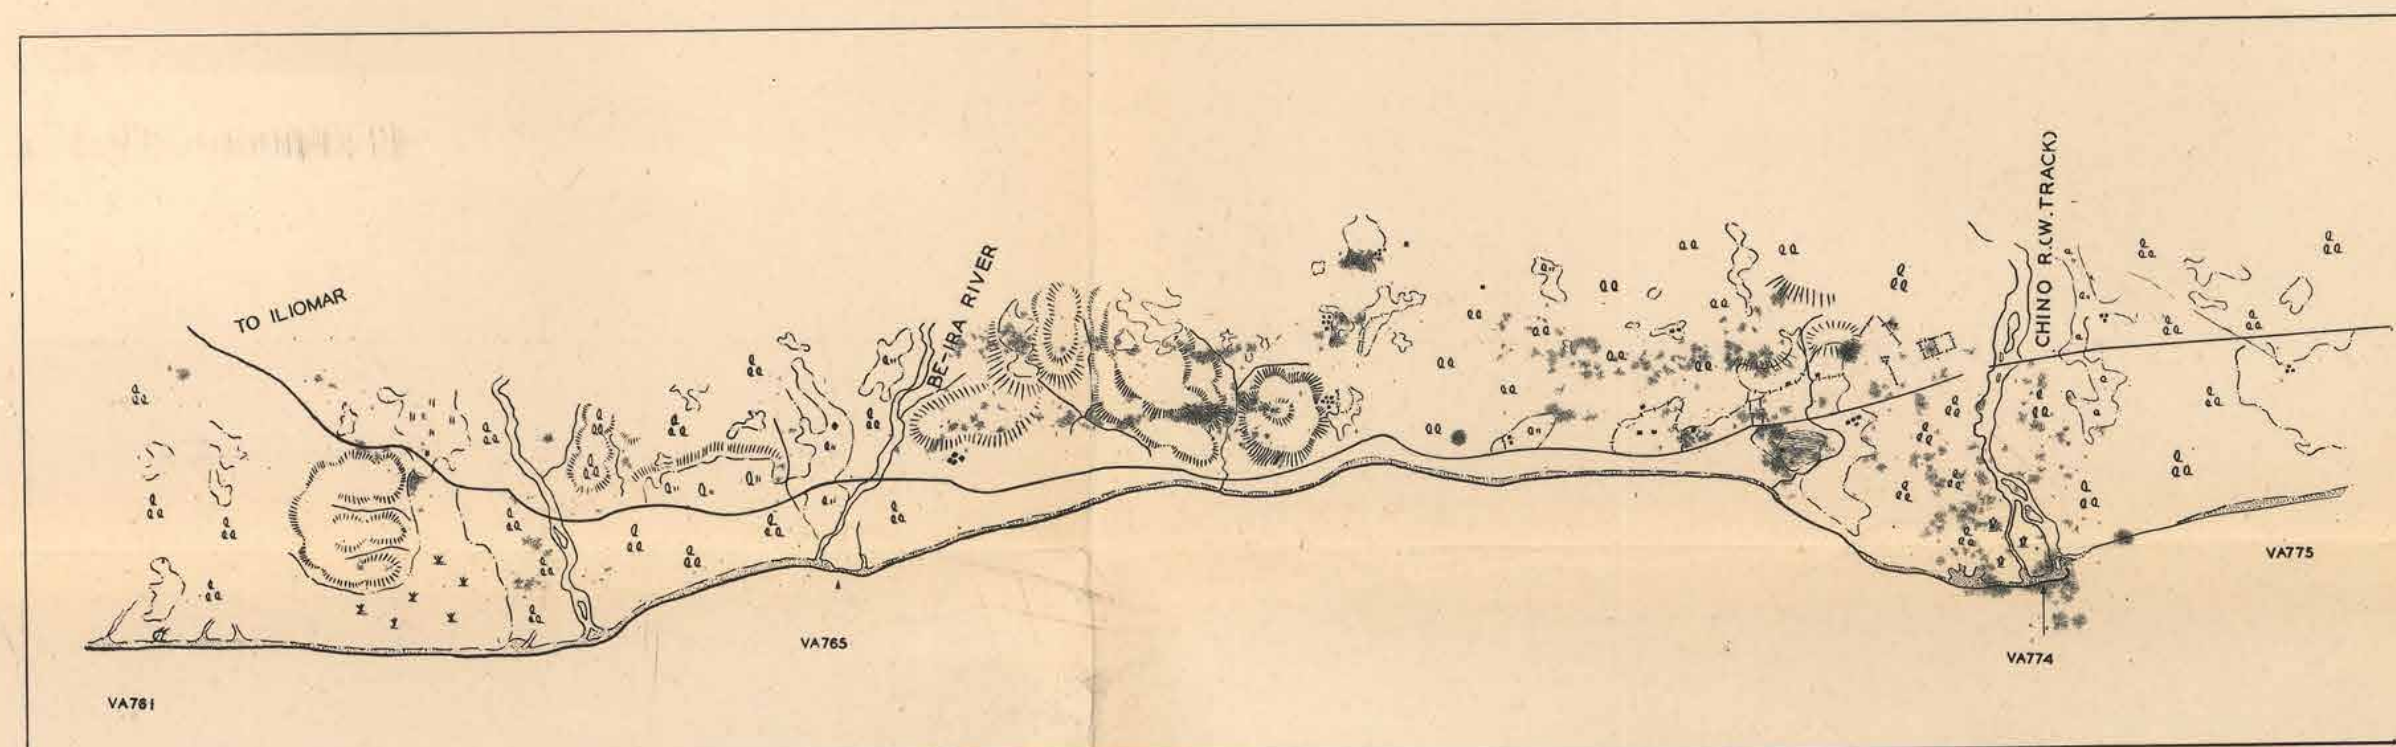 TO ILIOMAR
BE-IRA RIVER
CHINO R.(W.TRACK)
VA761
VA765
VA774
VA775